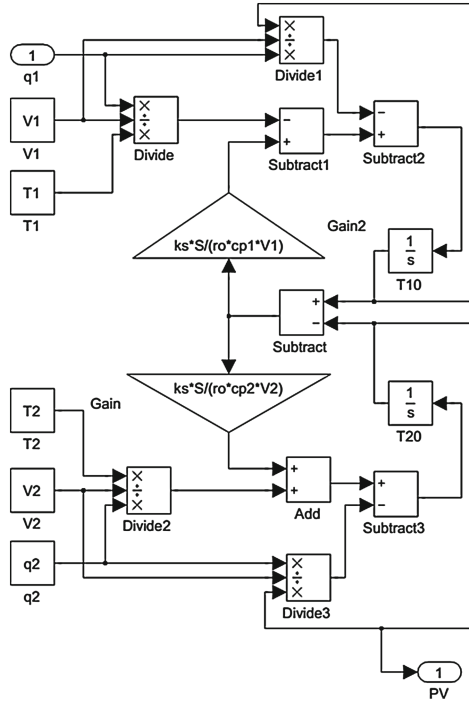 ×
÷
×
Divide1
1
q1
V1
V1
×
÷
×
Divide
−
+
Subtract1
−
+
Subtract2
T1
T1
ks*S/(ro*cp1*V1)
Gain2
1
s
T10
+
−
Subtract
ks*S/(ro*cp2*V2)
Gain
1
s
T20
T2
T2
×
÷
×
Divide2
+
+
Add
+
−
Subtract3
V2
V2
q2
q2
×
÷
×
Divide3
1
PV